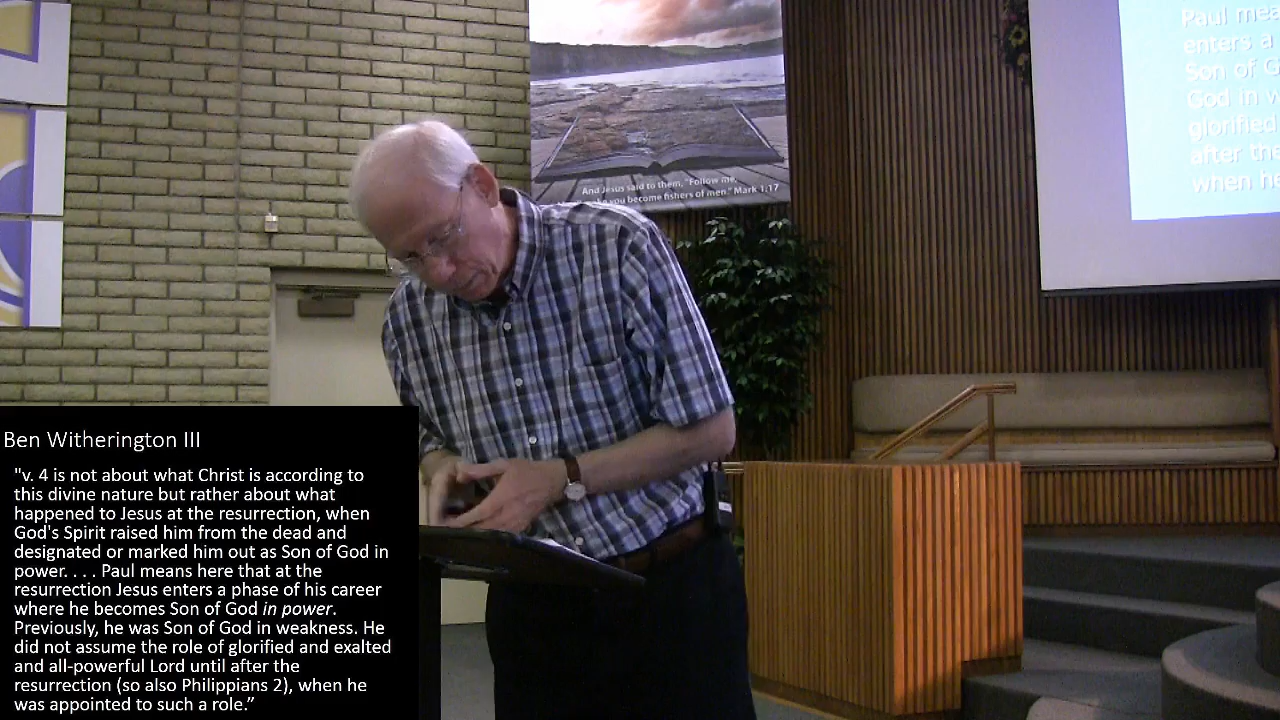 And Jesus said to them, "Follow me,
you become fishers of men." Mark 1:17
Paul
enters a
Son of
God in
glorified
after
when
Ben Witherington III
"v. 4 is not about what Christ is according to
this divine nature but rather about what
happened to Jesus at the resurrection, when
God's Spirit raised him from the dead and
designated or marked him out as Son of God in
power. . . . Paul means here that at the
resurrection Jesus enters a phase of his career
where he becomes Son of God in power.
Previously, he was Son of God in weakness. He
did not assume the role of glorified and exalted
and all-powerful Lord until after the
resurrection (so also Philippians 2), when he
was appointed to such a role.”